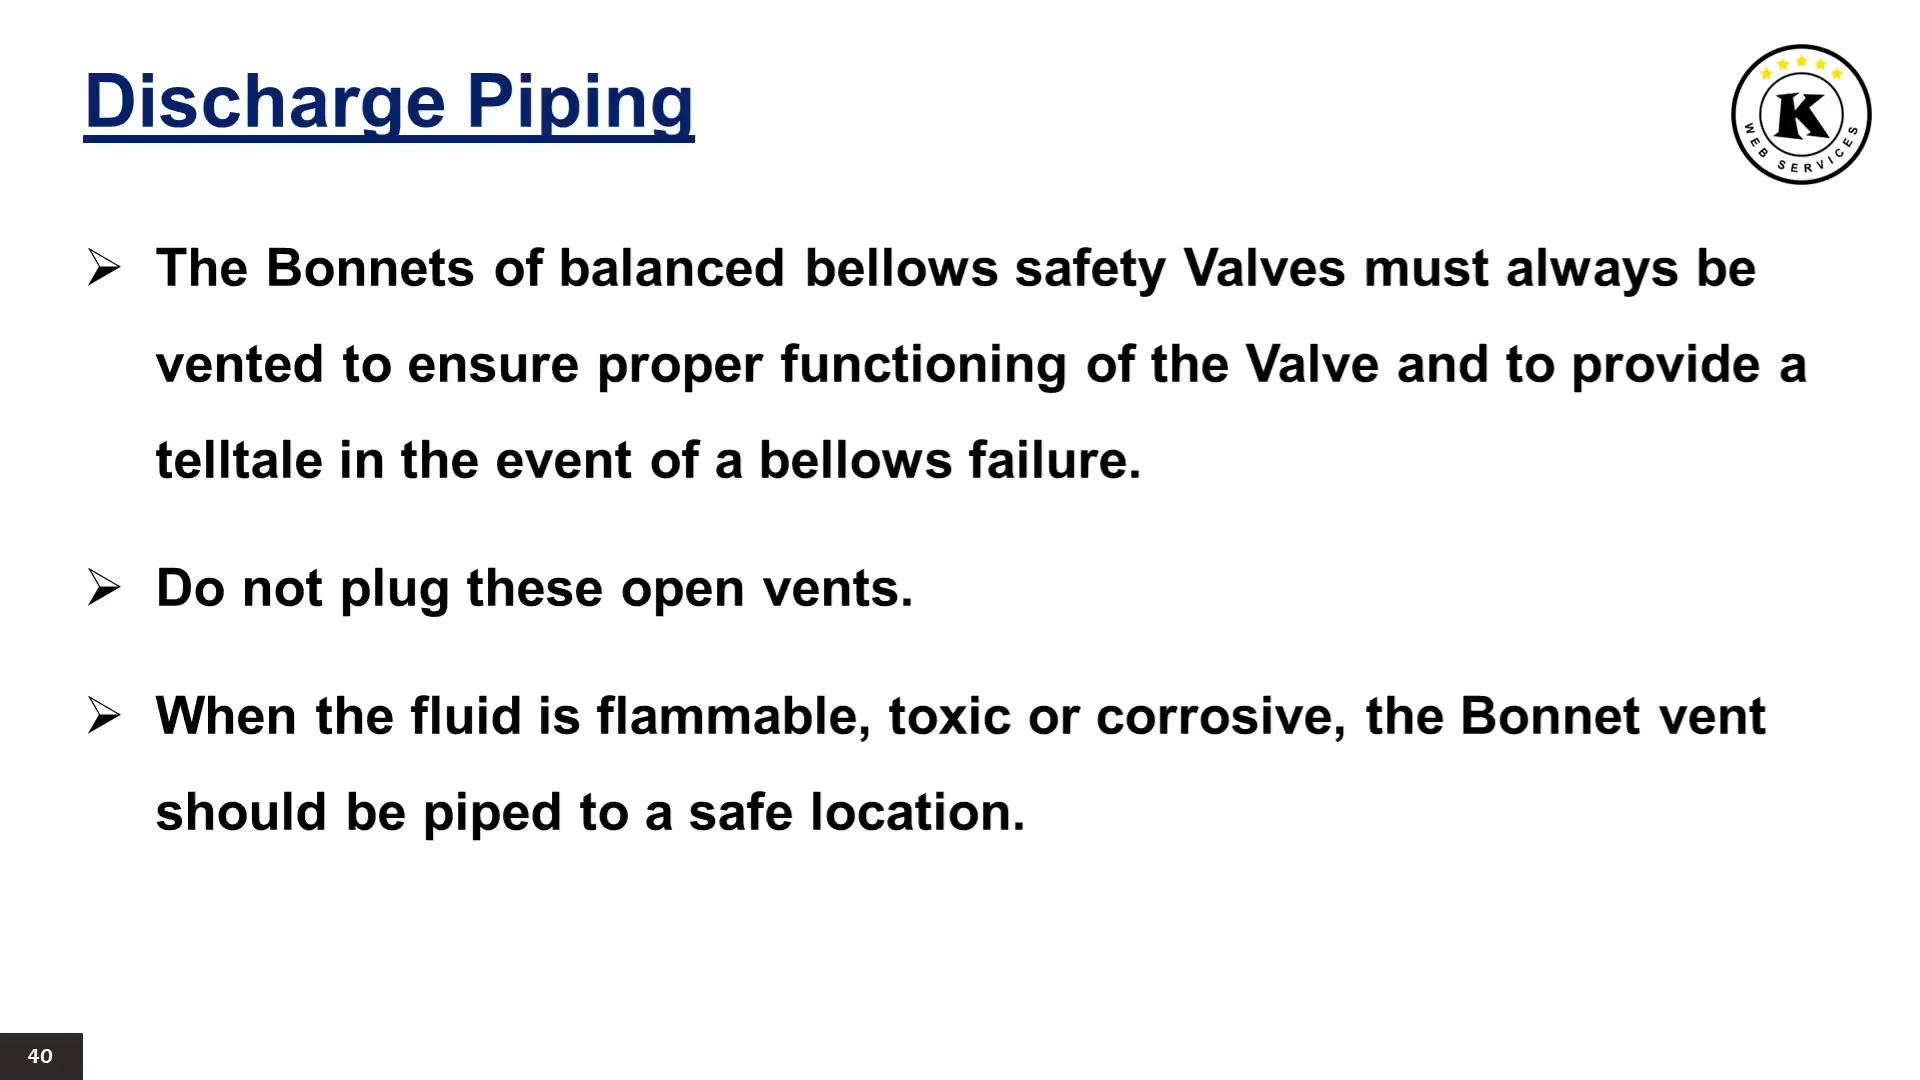 Discharge Piping
K
WEB SERVICES
➢ The Bonnets of balanced bellows safety Valves must always be
vented to ensure proper functioning of the Valve and to provide a
telltale in the event of a bellows failure.
➢ Do not plug these open vents.
➢ When the fluid is flammable, toxic or corrosive, the Bonnet vent
should be piped to a safe location.
40